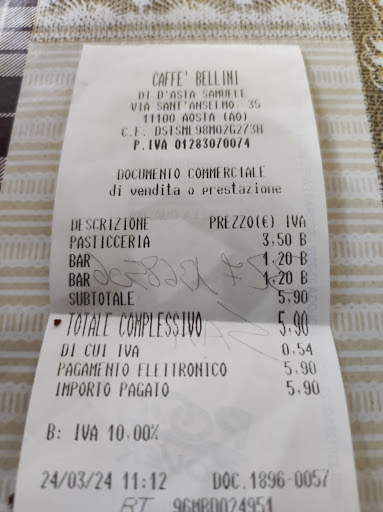 CAFFE' BELLINI
DI D'ASIA SAMUELE
VIA SANT'ANSELMO, 35
11100 AOSTA (AO)
C.F. DSTSML98M07G273H
P.IVA 01283070074
DOCUMENTO COMMERCIALE
di vendita o prestazione
DESCRIZIONE PREZZO(€) IVA
PASTICCERIA 3,50 B
BAR 1,20 B
BAR 1,20 B
SUBTOTALE 5,90
TOTALE COMPLESSIVO 5,90
DI CUI IVA 0,54
PAGAMENTO ELETTRONICO 5,90
IMPORTO PAGATO 5,90
B: IVA 10,00%
24/03/24 11:12 DOC.1896-0057
RT 96MBD024951